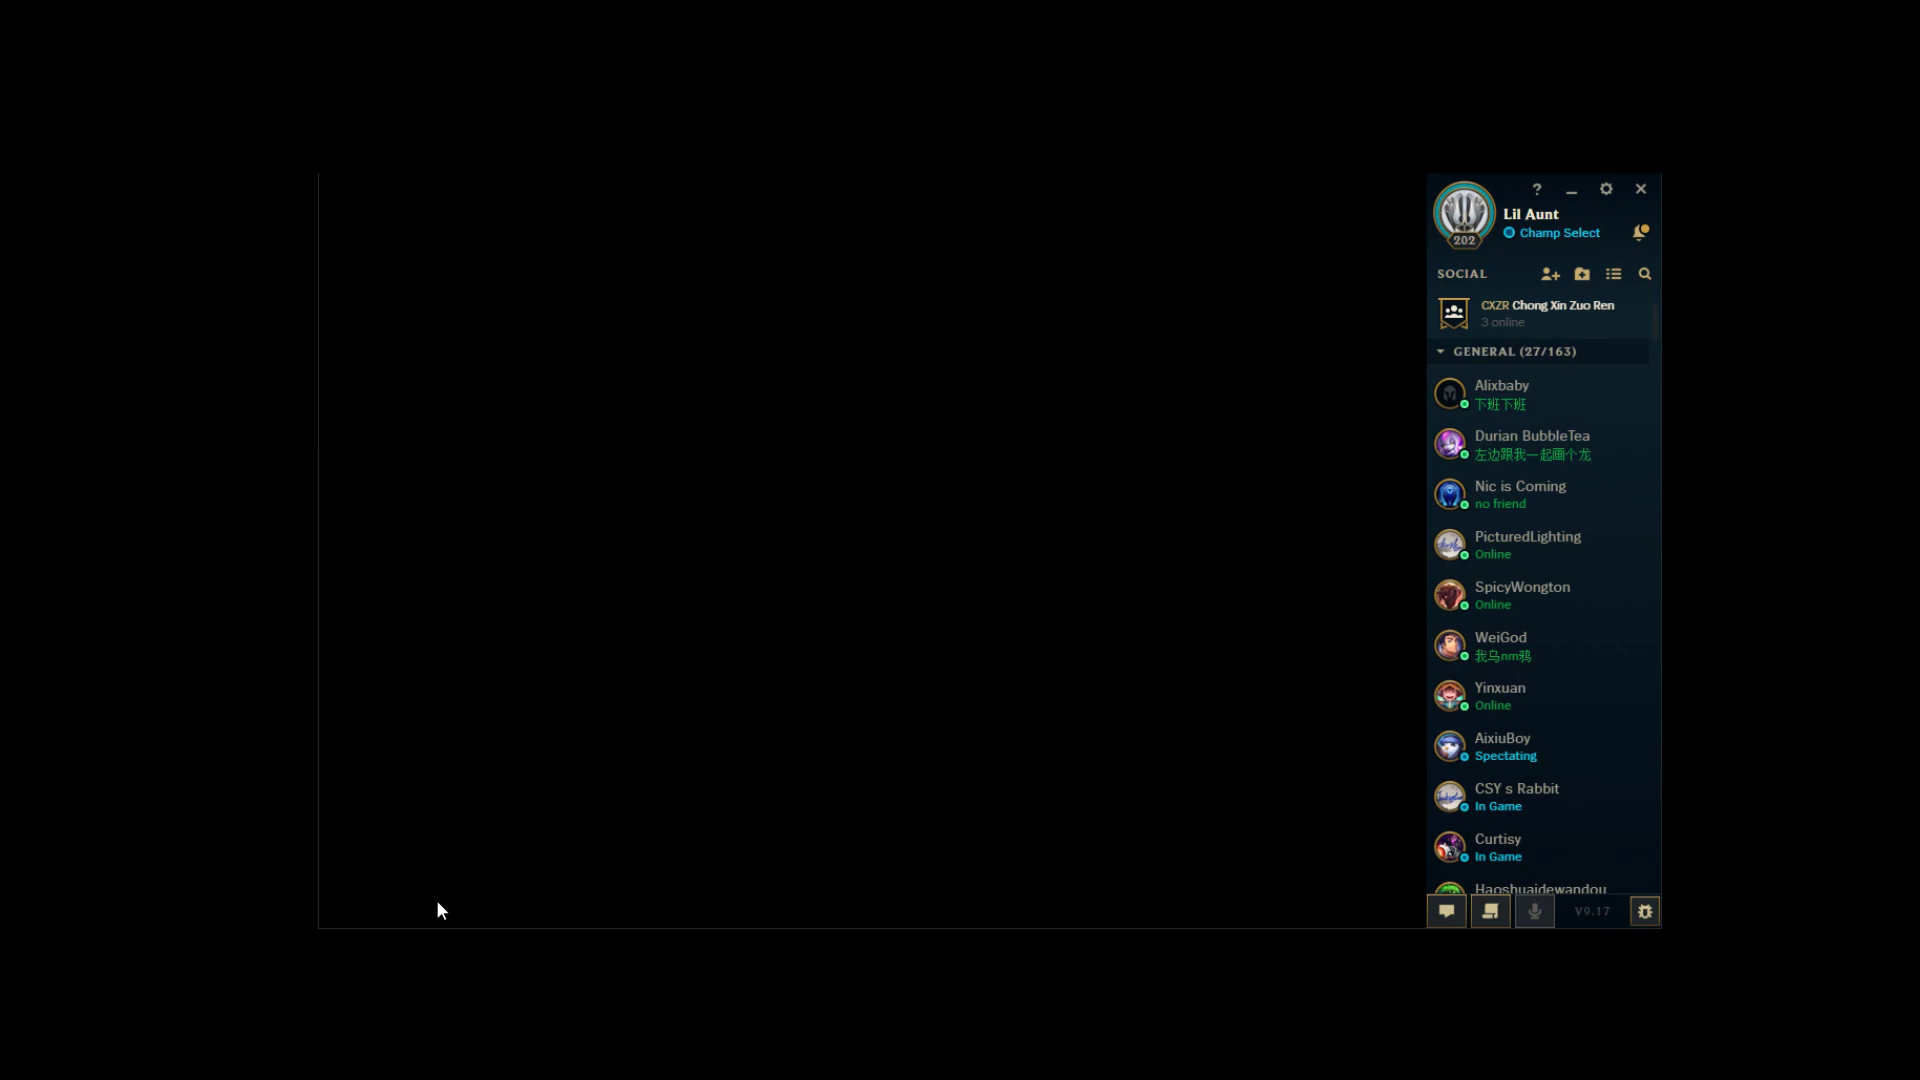 ?
Lil Aunt
202
Champ Select
SOCIAL
CXZR Chong Xin Zuo Ren
3 online
GENERAL (27/163)
Alixbaby
下班下班
Durian BubbleTea
左边跟我一起画个龙
Nic is Coming
no friend
PicturedLighting
Online
SpicyWongton
Online
WeiGod
我乌nm鸦
Yinxuan
Online
AixiuBoy
Spectating
CSY s Rabbit
In Game
Curtisy
In Game
Haoshuaidewandou
V9.17